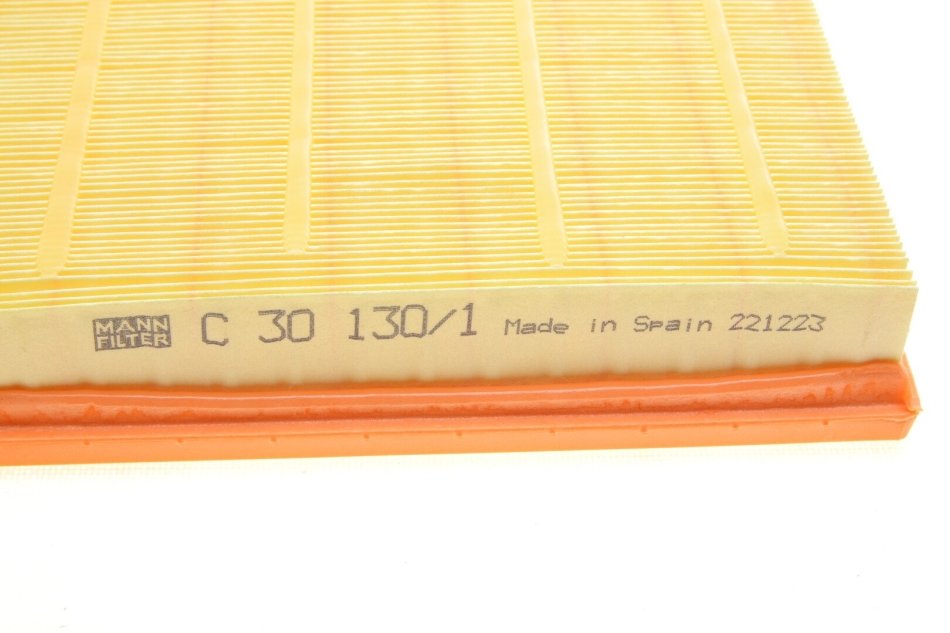 MANN
FILTER
C 30 130/1 Made in Spain 221223